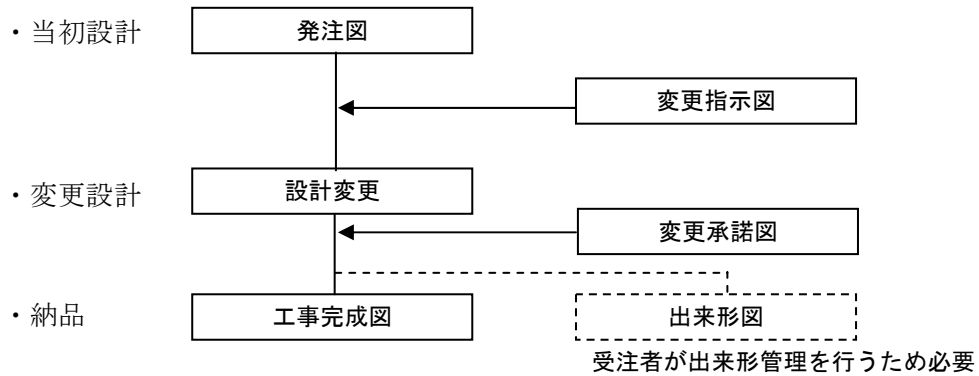 ・当初設計
発注図
変更指示図
・変更設計
設計変更
変更承諾図
・納品
工事完成図
出来形図
受注者が出来形管理を行うため必要